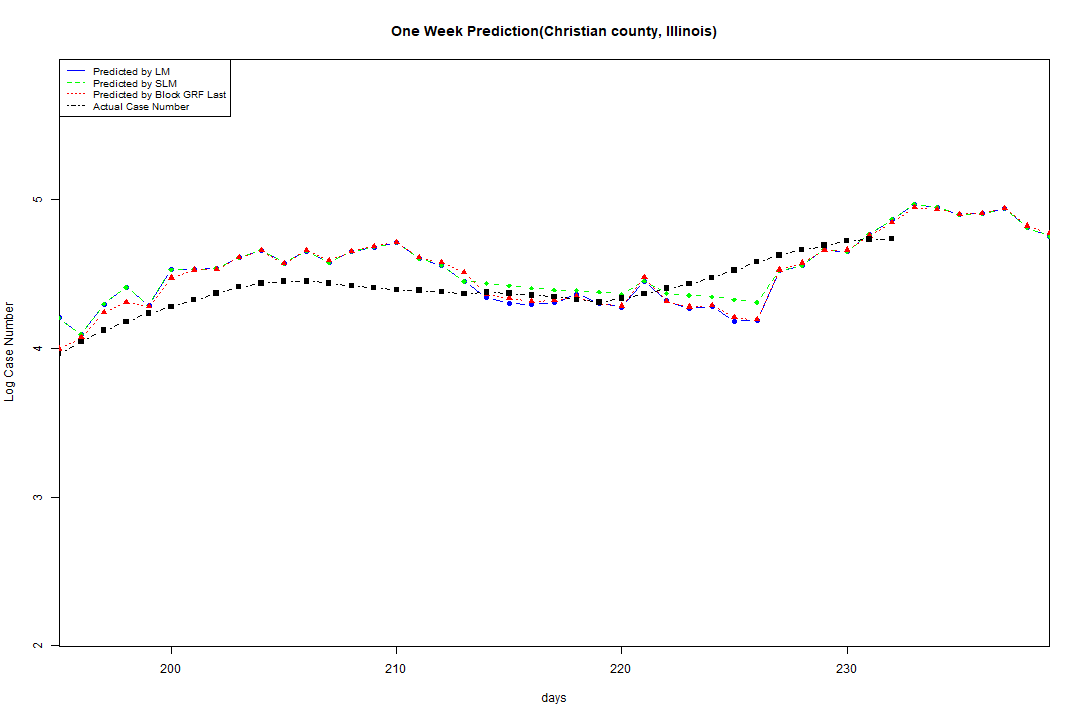 One Week Prediction(Christian county, Illinois)
Predicted by LM
Predicted by SLM
Predicted by Block GRF Last
Actual Case Number
5
4
3
2
Log Case Number
200 210 220 230
days